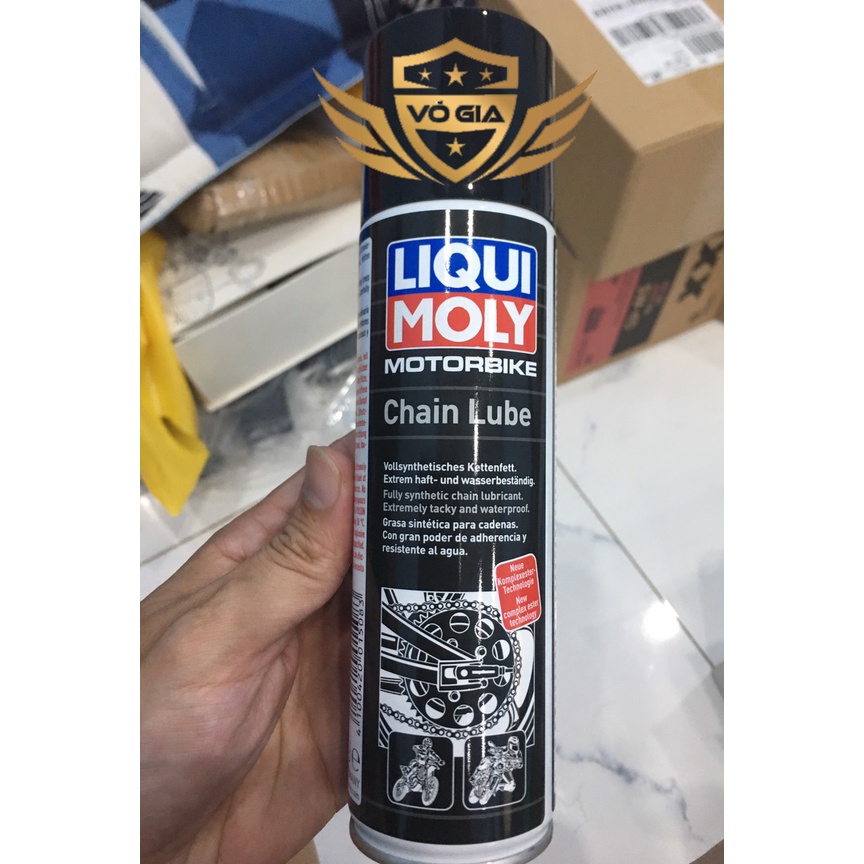 VÕ GIA
LIQUI
MOLY
MOTORBIKE
Chain Lube
Vollsynthetisches Kettenfett.
Extrem haft- und wasserbeständig.
Fully synthetic chain lubricant.
Extremely tacky and waterproof.
Grasa sintética para cadenas.
Con gran poder de adherencia y
resistente al agua.
Neue
Komplexester-
Technologie
New
complex ester
technology